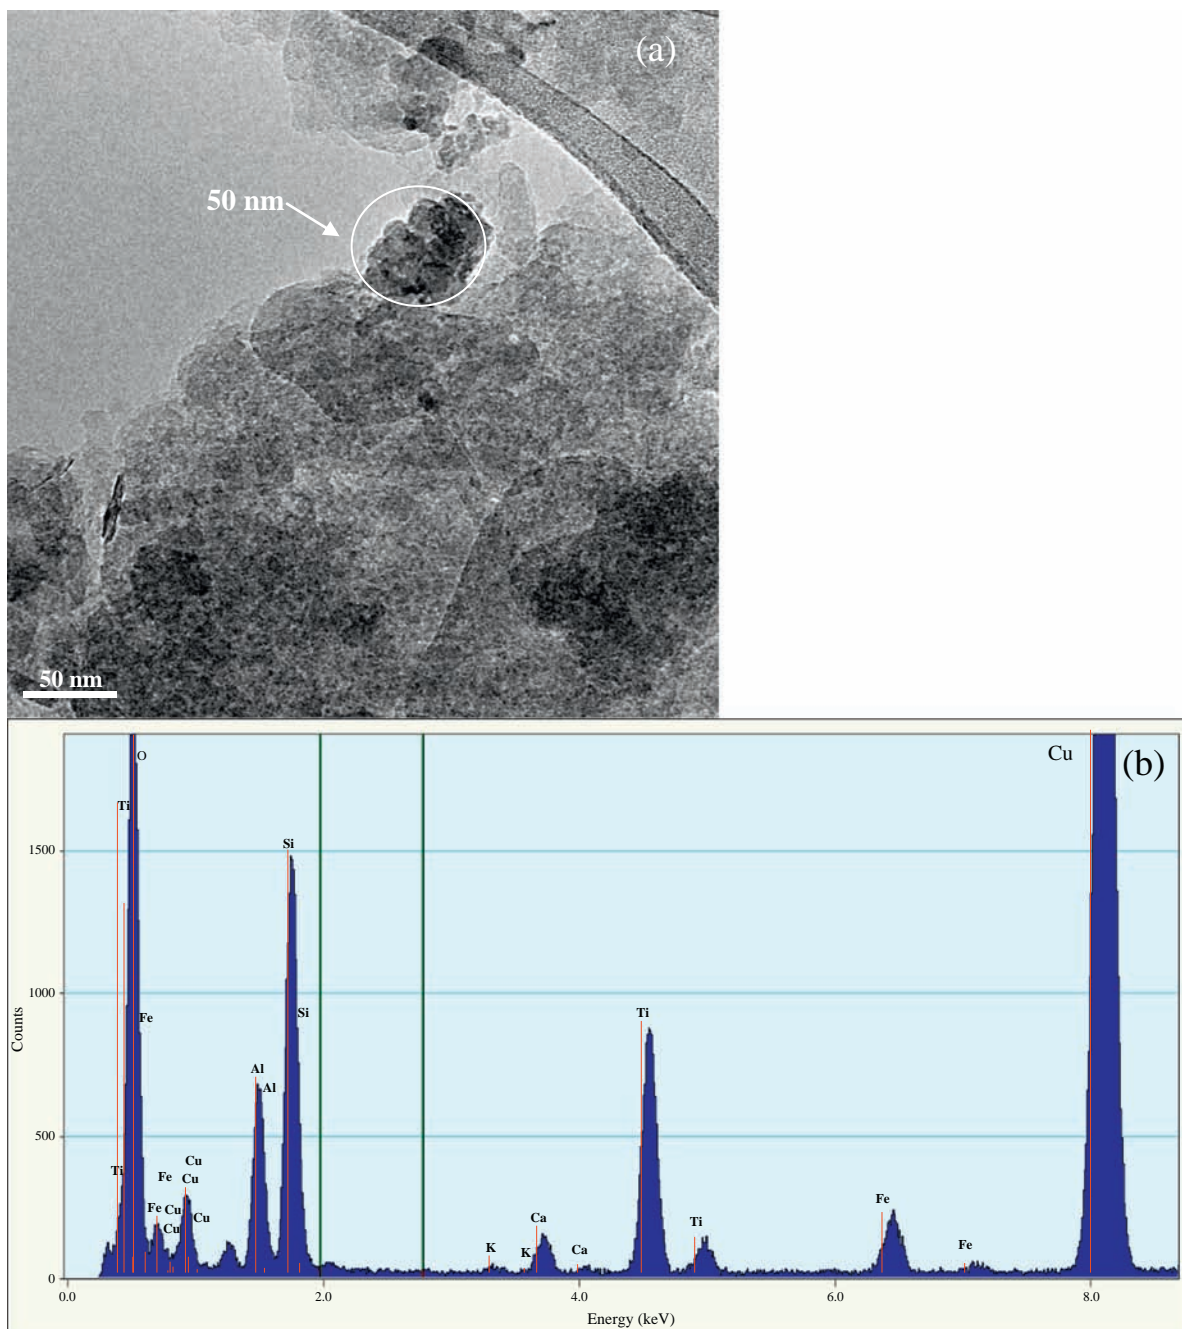 (a)
50 nm
50 nm
(b)
Cu
O
Ti
1500
Si
1000
Fe
Si
Ti
Counts
Al
Al
500
Cu
Ti
Fe
Cu
Fe
Cu
Cu
Cu
Fe
Ca
Ti
K
K
Ca
Fe
0
0.0
2.0
4.0
6.0
8.0
Energy (keV)